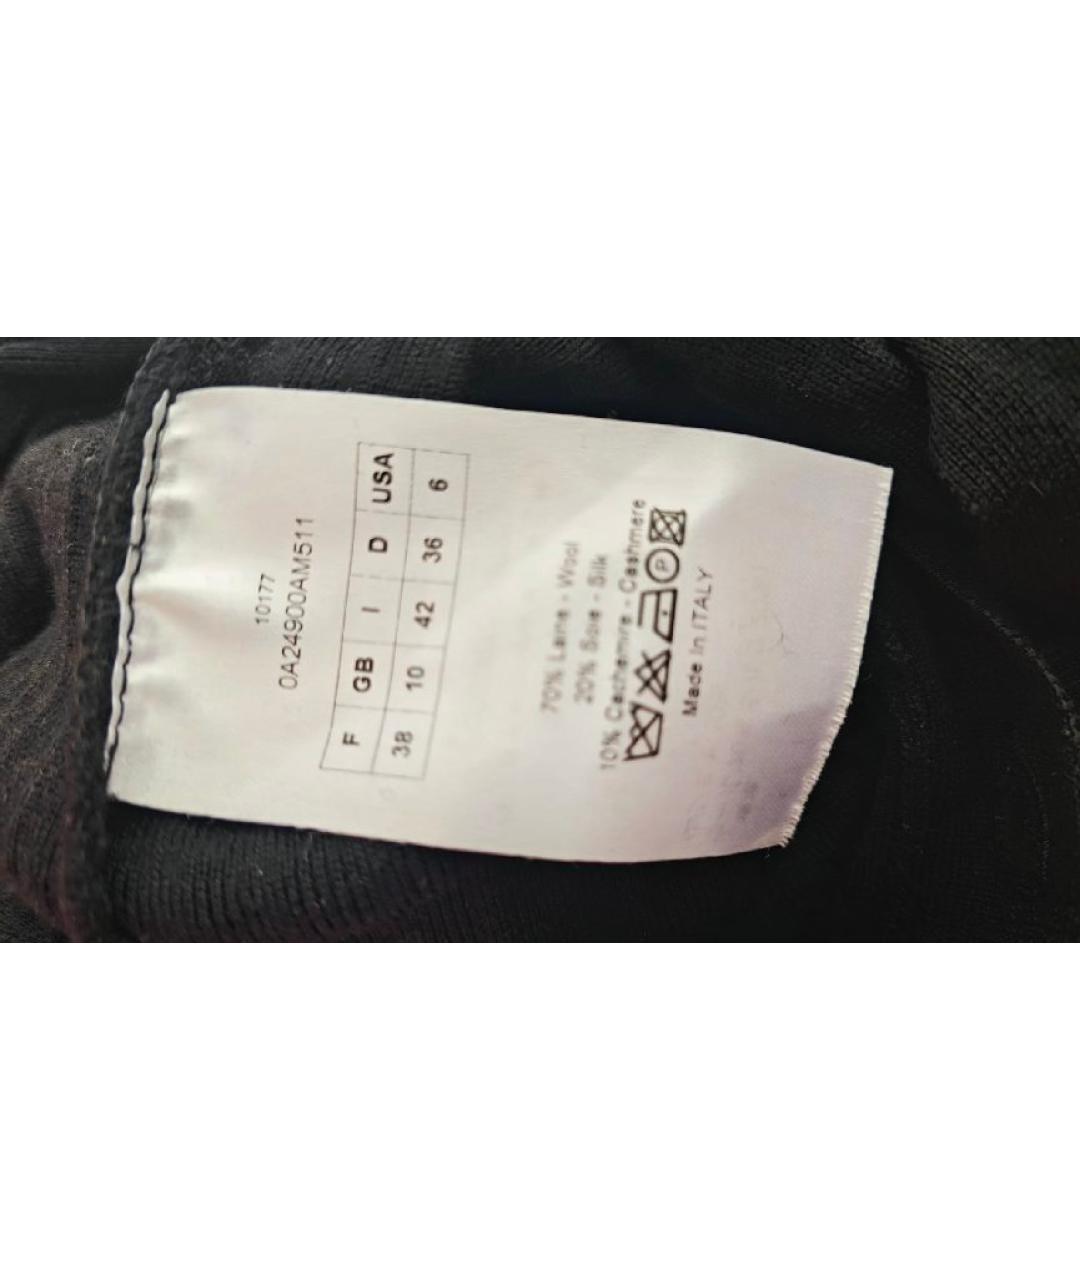 10177
0A24900AM511
F GB I D USA
38 10 42 36 6
70% Laine - Wool
20% Soie - Silk
10% Cachemire - Cashmere
P
Made In ITALY